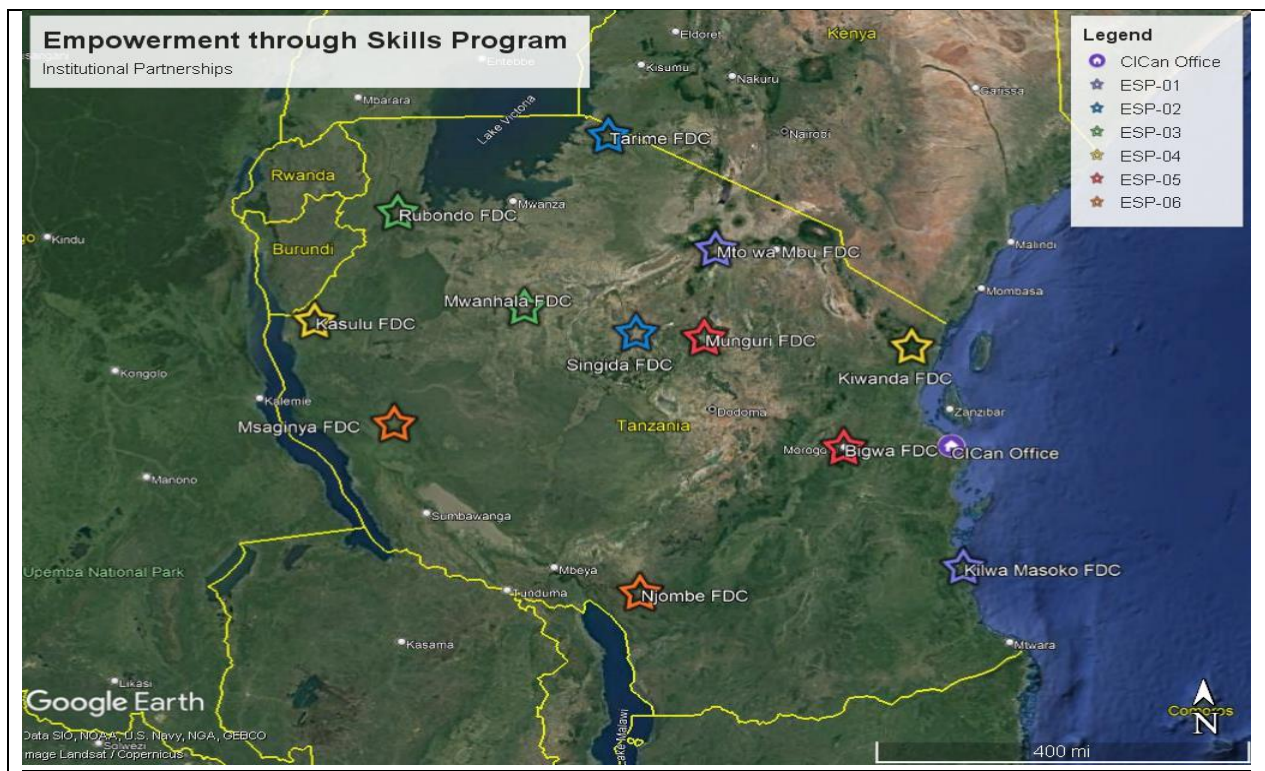 Empowerment through Skills Program
Institutional Partnerships
Legend
CICan Office
ESP-01
ESP-02
ESP-03
ESP-04
ESP-05
ESP-06
Eldoret
Kenya
Entebbe
Kisumu
Nakuru
Garissa
Mbarara
Lake Victoria
Tarime FDC
Nairobi
Rwanda
Mwanza
Rubondo FDC
Kindu
Burundi
Mto wa Mbu FDC
Malindi
Mombasa
Mwanhala FDC
Kasulu FDC
Munguri FDC
Singida FDC
Kiwanda FDC
Kongolo
Kalemie
Dodoma
Zanzibar
Msaginya FDC
Tanzania
Morogo
Bigwa FDC
CICan Office
Manono
Sumbawanga
Mbeya
Kilwa Masoko FDC
Upemba National Park
Tunduma
Njombe FDC
Kasama
Mtwara
Likasi
Google Earth
Comoros
N
Data SIO, NOAA, U.S. Navy, NGA, GEBCO
Solwezi
Image Landsat / Copernicus
Lake Malawi
400 mi